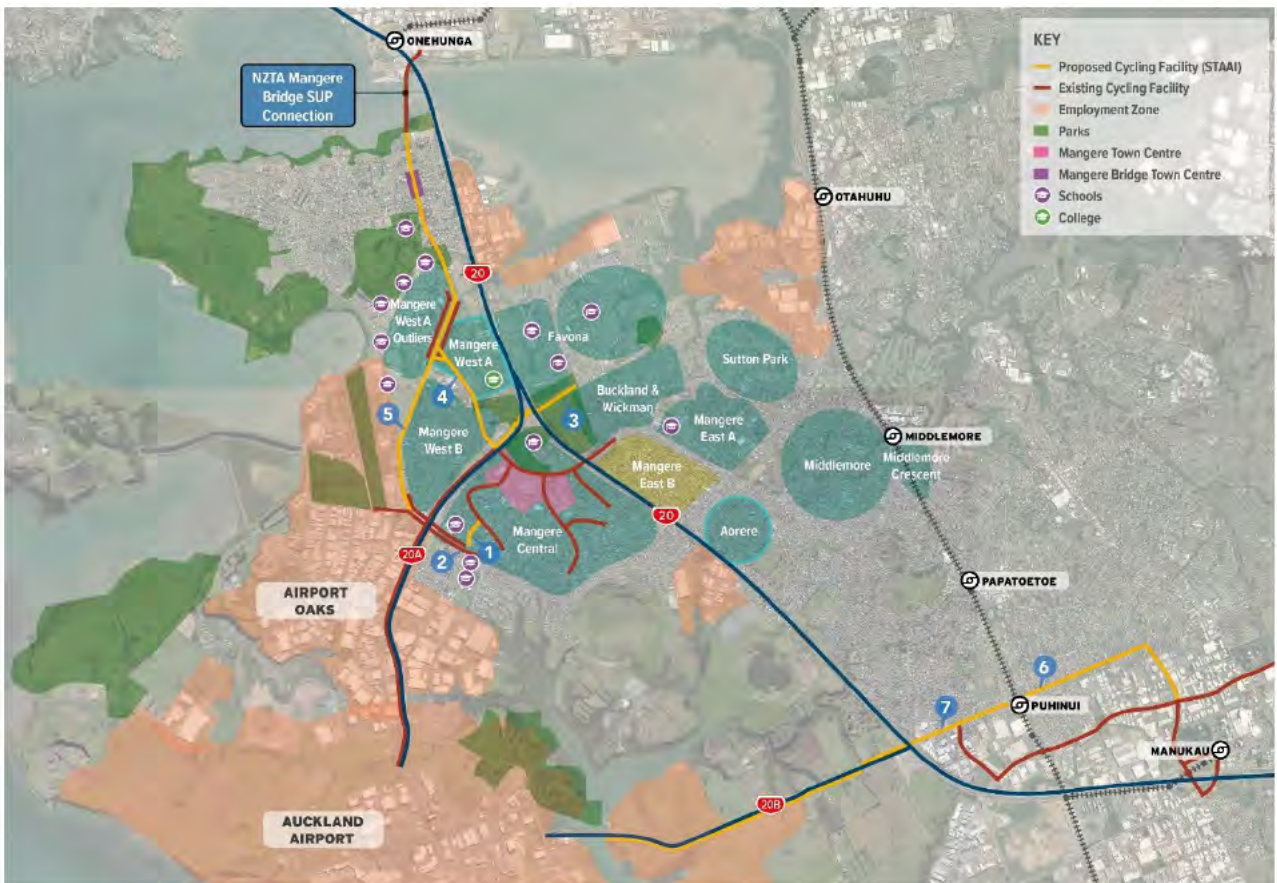 ONEHUNGA
NZTA Mangere
Bridge SUP
Connection
KEY
Proposed Cycling Facility (STAAI)
Existing Cycling Facility
Employment Zone
Parks
Mangere Town Centre
Mangere Bridge Town Centre
Schools
College
OTAHUHU
20
Mangere
West A
Outliers
Mangere
West A
Favona
Sutton Park
Buckland &
Wickman
4
5
3
Mangere
West B
Mangere
East A
MIDDLEMORE
Middlemore
Middlemore
Crescent
Mangere
East B
20
Aorere
Mangere
Central
20A
2
1
PAPATOETOE
AIRPORT
OAKS
6
7
PUHINUI
MANUKAU
20B
AUCKLAND
AIRPORT